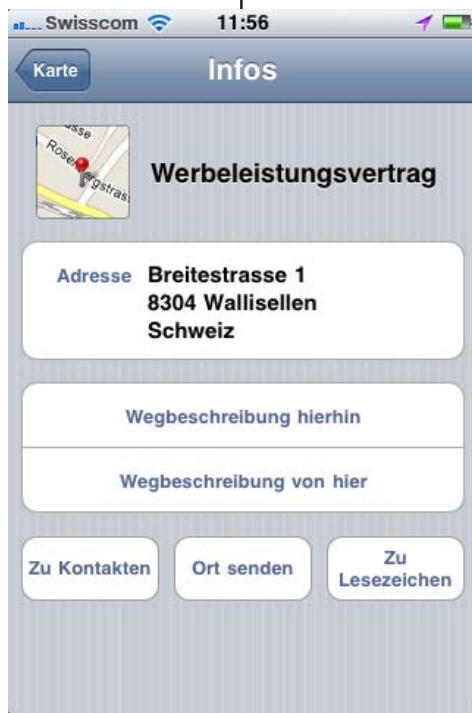 Swisscom 11:56
Karte
Infos
Rosenbergstrass
Werbeleistungsvertrag
Adresse Breitestrasse 1
8304 Wallisellen
Schweiz
Wegbeschreibung hierhin
Wegbeschreibung von hier
Zu Kontakten
Ort senden
Zu
Lesezeichen